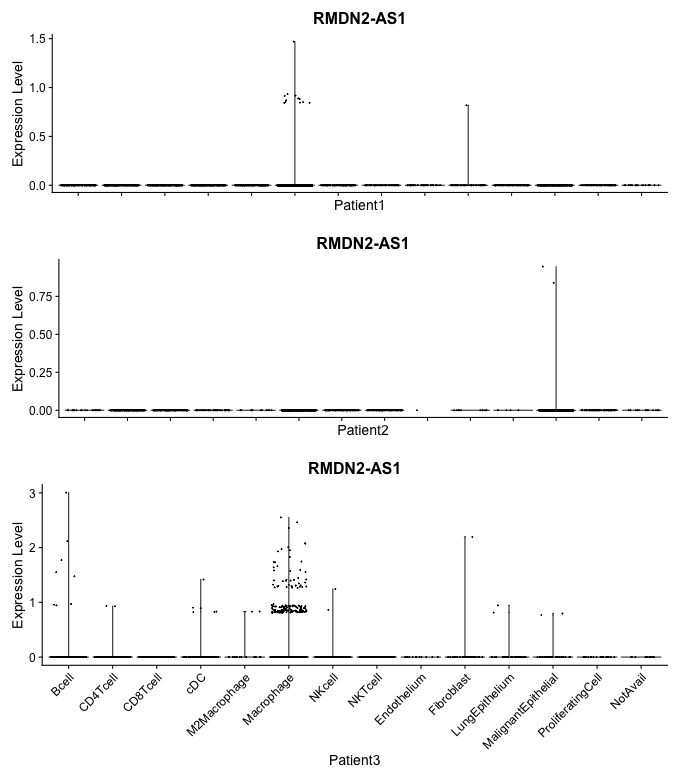 RMDN2-AS1
Expression Level
1.5
1.0
0.5
0.0
Patient1
RMDN2-AS1
Expression Level
0.75
0.50
0.25
0.00
Patient2
RMDN2-AS1
Expression Level
3
2
1
0
Bcell
CD4Tcell
CD8Tcell
cDC
M2Macrophage
Macrophage
NKcell
NKTcell
Endothelium
Fibroblast
LungEpithelium
MalignantEpithelial
ProliferatingCell
NotAvail
Patient3